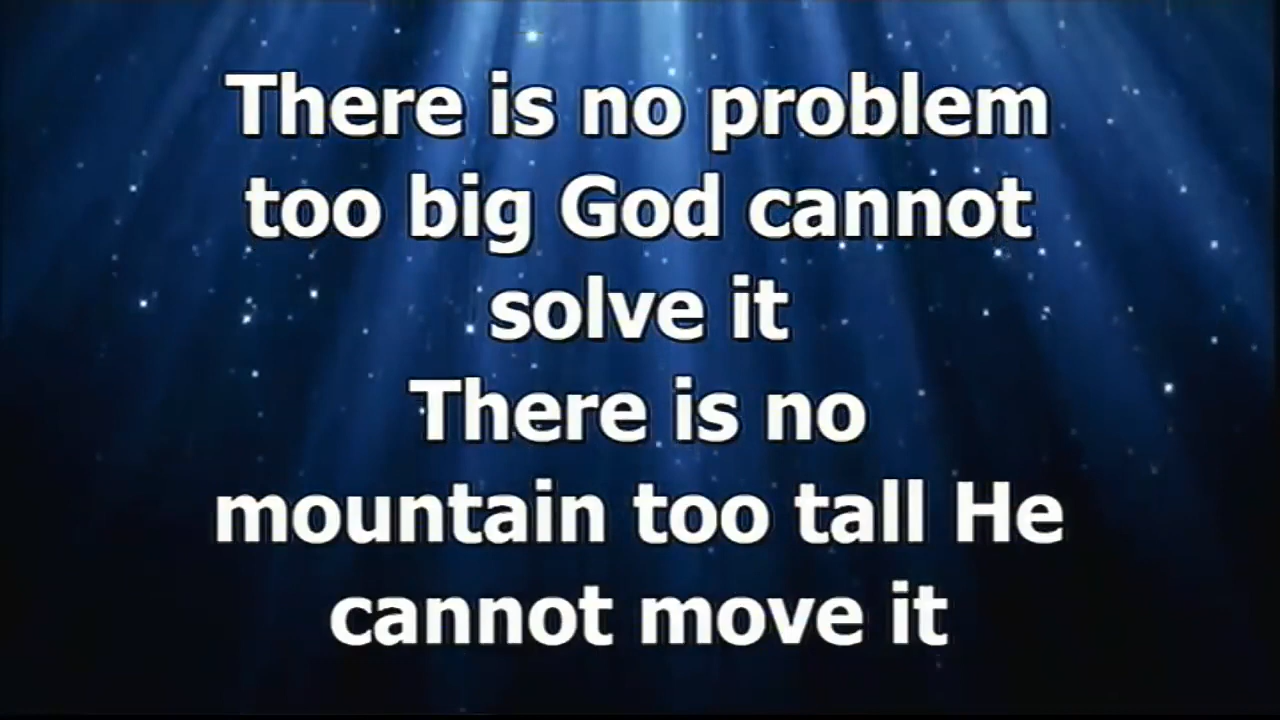 There is no problem
too big God cannot
solve it
There is no
mountain too tall He
cannot move it